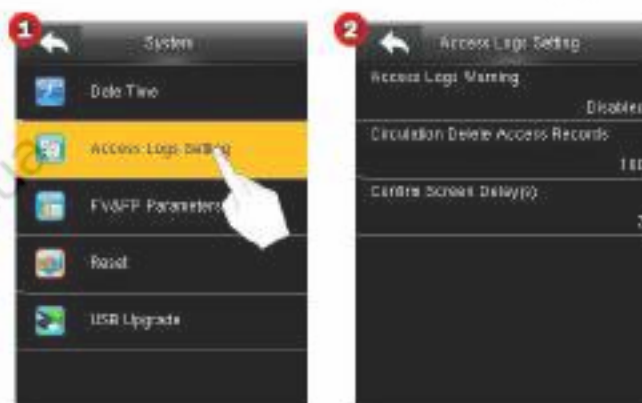 1
System
Date Time
Access Logs Setting
FV&FP Parameters
Reset
USB Upgrade
2
Access Logs Setting
Access Logs Warning
Disabled
Circulation Delete Access Records
Confirm Screen Delay(s)